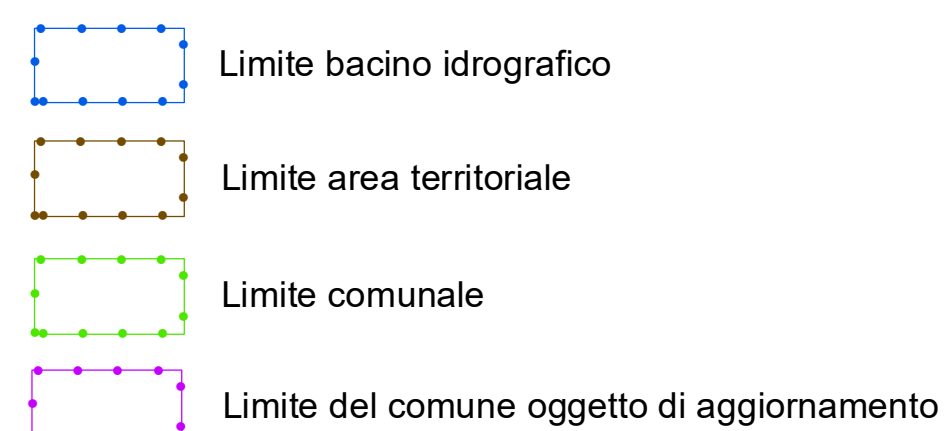 Limite bacino idrografico
Limite area territoriale
Limite comunale
Limite del comune oggetto di aggiornamento